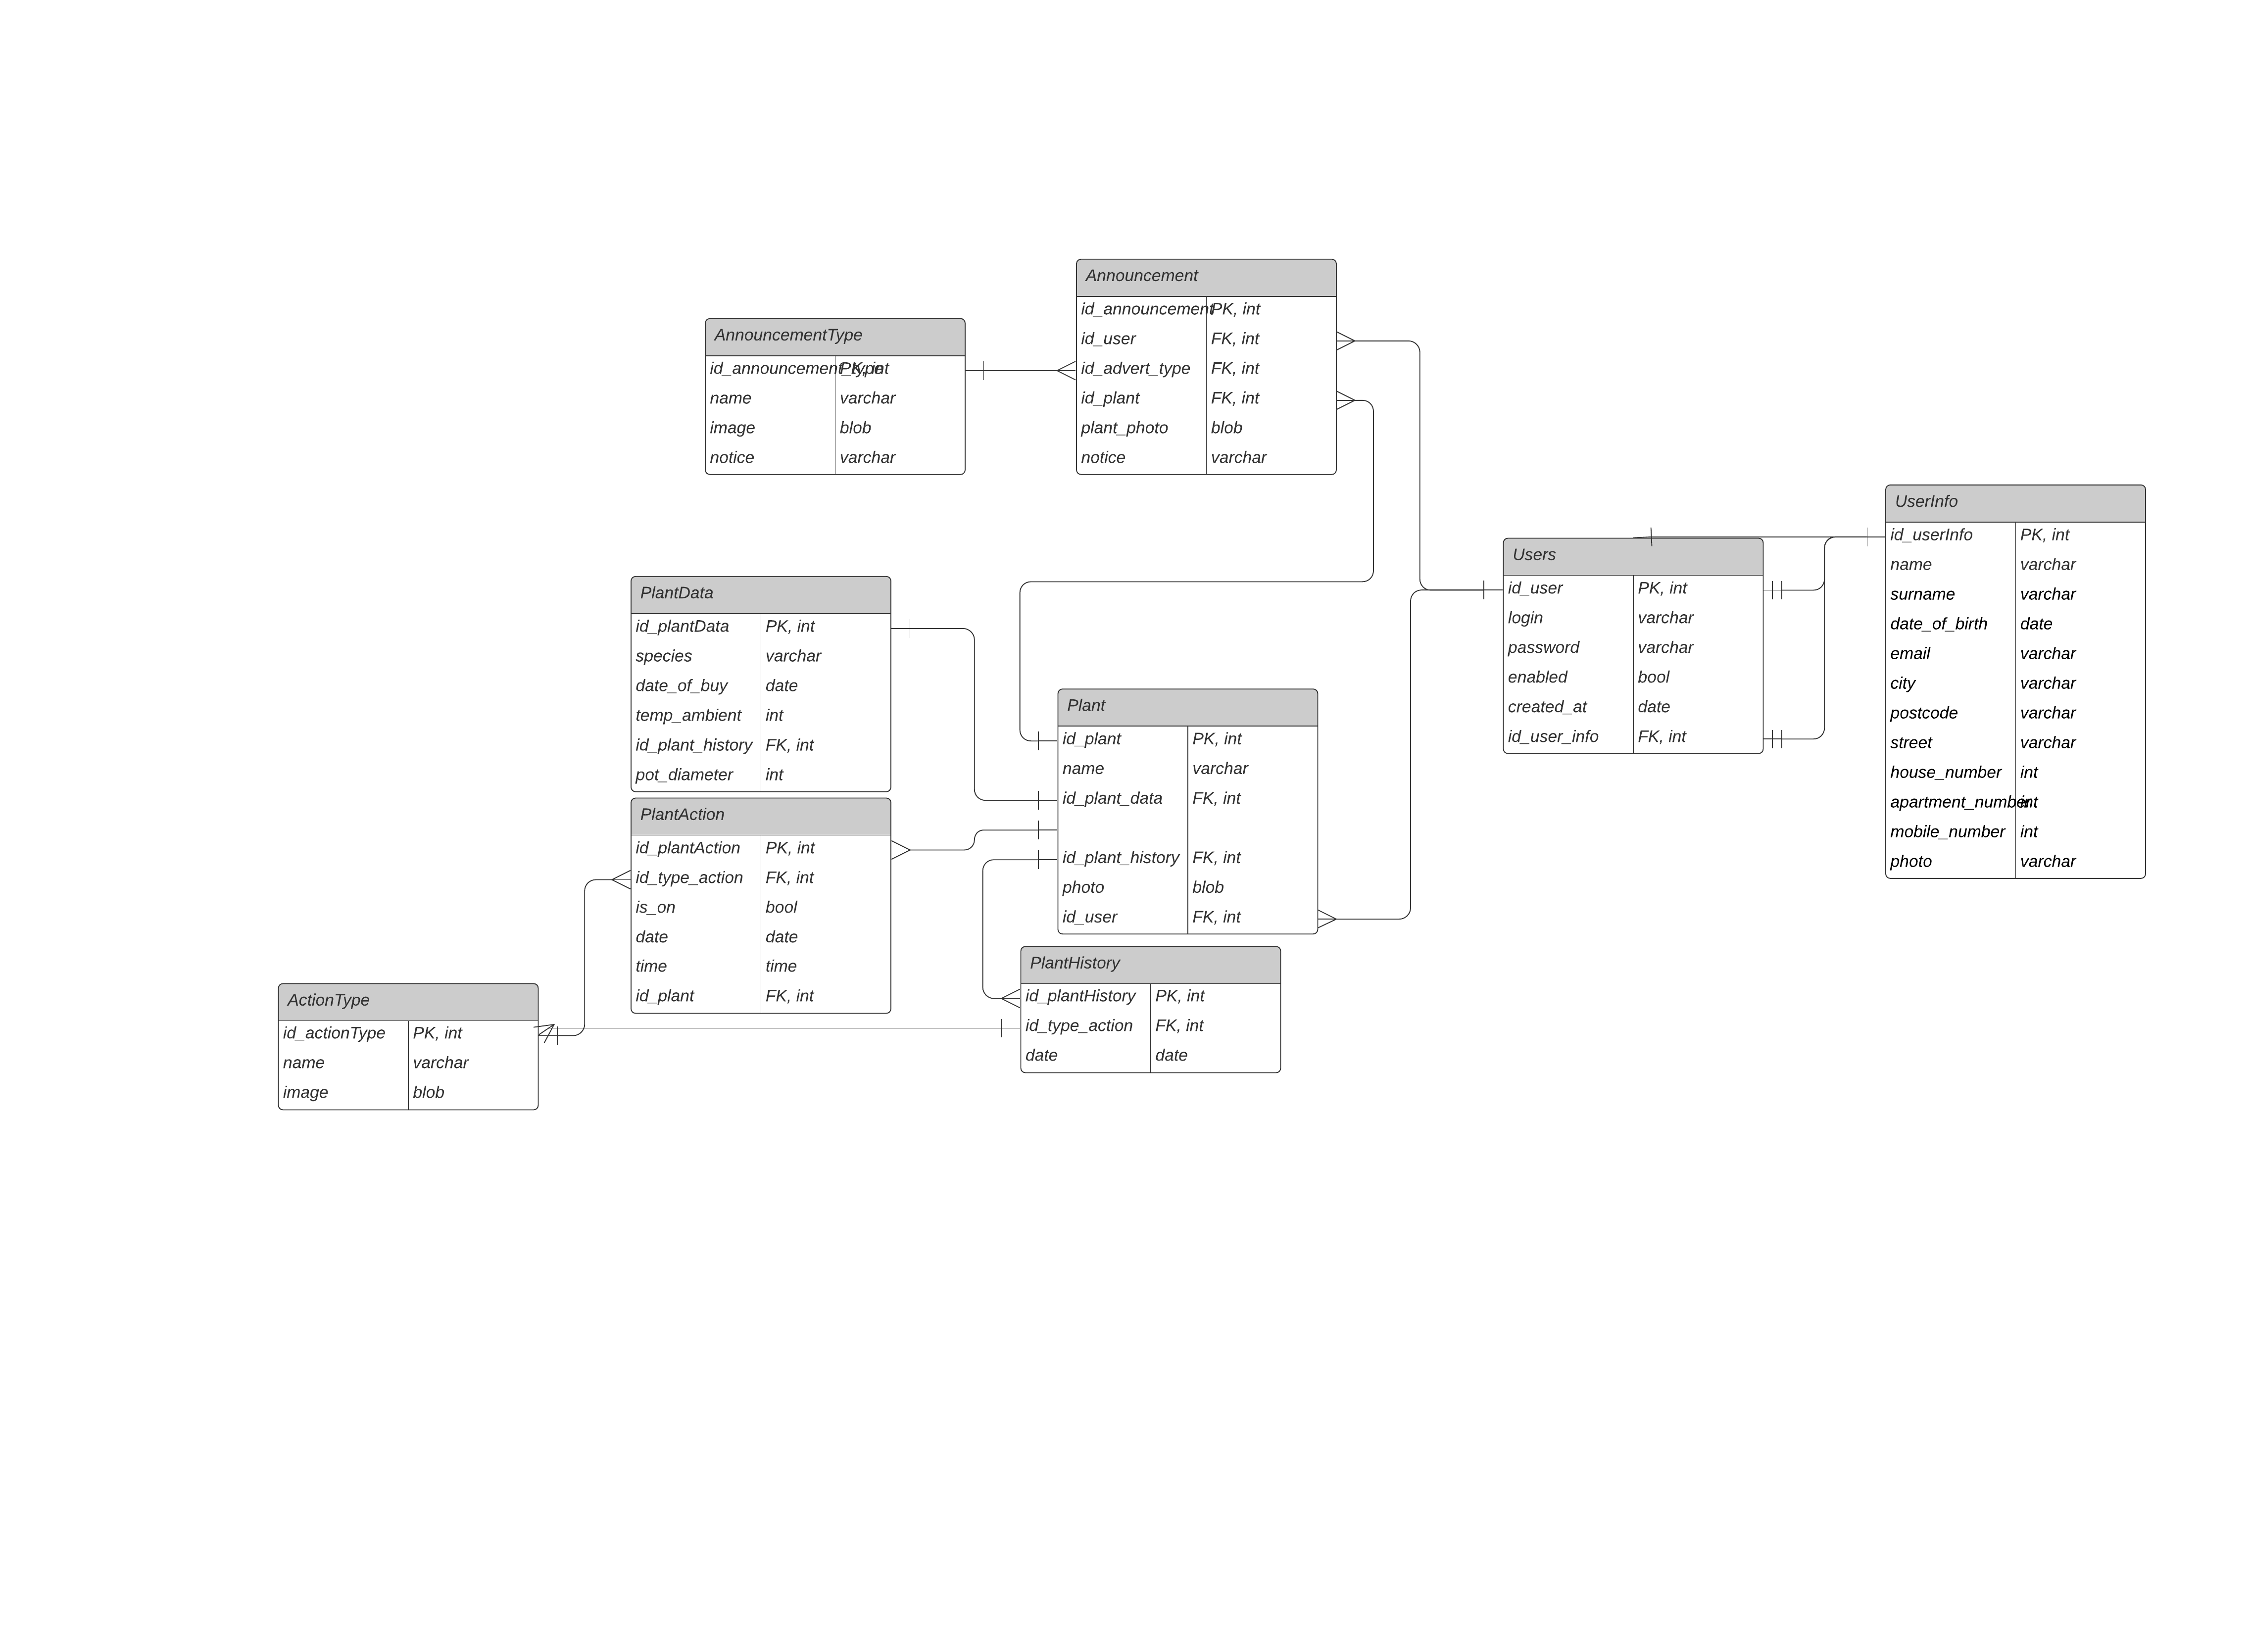 Announcement
id_announcement PK, int
id_user FK, int
id_advert_type FK, int
id_plant FK, int
plant_photo blob
notice varchar
AnnouncementType
id_announcement_type PK, int
name varchar
image blob
notice varchar
UserInfo
id_userInfo PK, int
name varchar
surname varchar
date_of_birth date
email varchar
city varchar
postcode varchar
street varchar
house_number int
apartment_number int
mobile_number int
photo varchar
Users
id_user PK, int
login varchar
password varchar
enabled bool
created_at date
id_user_info FK, int
PlantData
id_plantData PK, int
species varchar
date_of_buy date
temp_ambient int
id_plant_history FK, int
pot_diameter int
Plant
id_plant PK, int
name varchar
id_plant_data FK, int
id_plant_history FK, int
photo blob
id_user FK, int
PlantAction
id_plantAction PK, int
id_type_action FK, int
is_on bool
date date
time time
id_plant FK, int
PlantHistory
id_plantHistory PK, int
id_type_action FK, int
date date
ActionType
id_actionType PK, int
name varchar
image blob